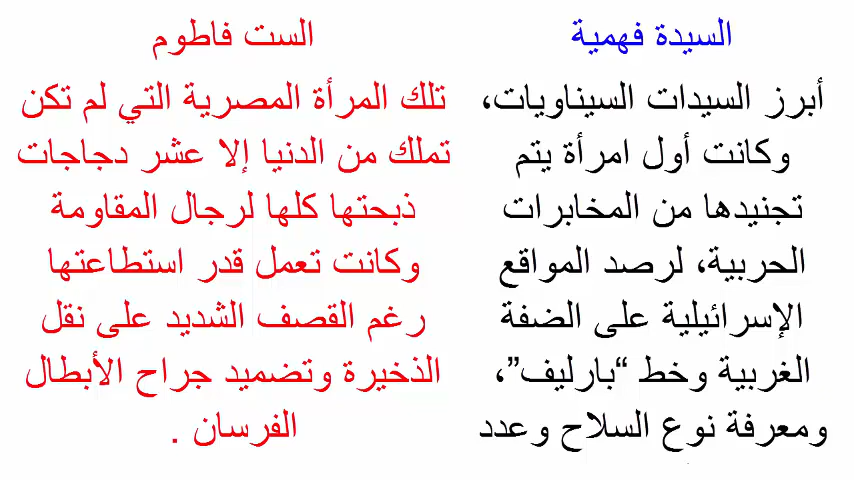 السيدة فهمية
أبرز السيدات السيناويات،
وكانت أول امرأة يتم
تجنيدها من المخابرات
الحربية، لرصد المواقع
الإسرائيلية على الضفة
الغربية وخط “بارليف”،
ومعرفة نوع السلاح وعدد
الست فاطوم
تلك المرأة المصرية التي لم تكن
تملك من الدنيا إلا عشر دجاجات
ذبحتها كلها لرجال المقاومة
وكانت تعمل قدر استطاعتها
رغم القصف الشديد على نقل
الذخيرة وتضميد جراح الأبطال
الفرسان .